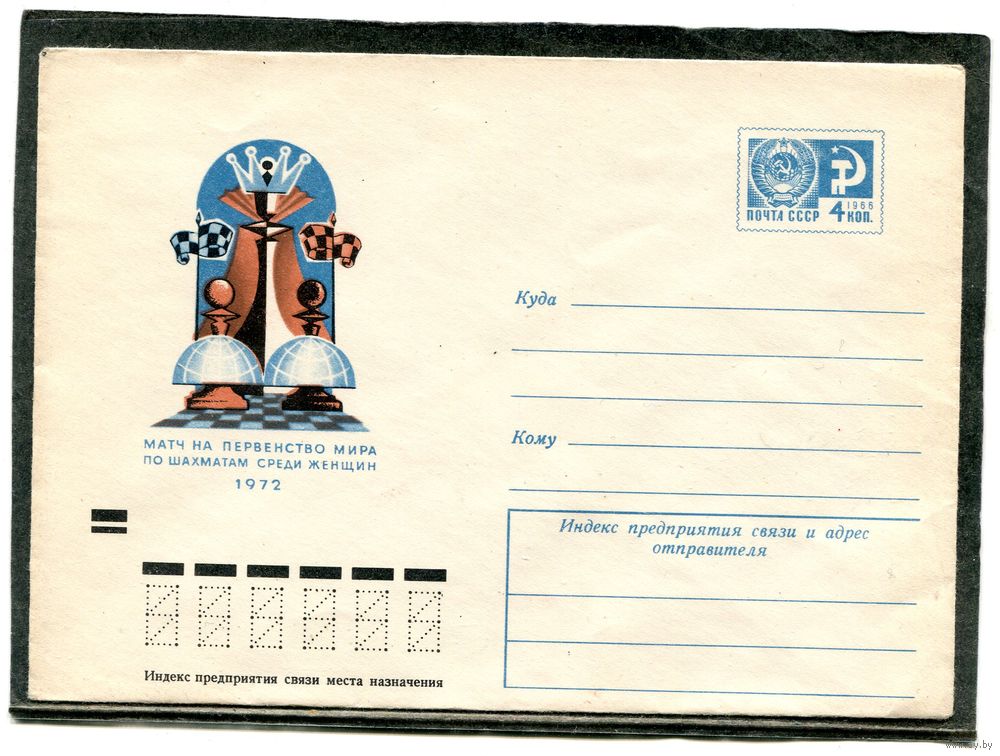 1966
ПОЧТА СССР 4 КОП.
Куда
Кому
МАТЧ НА ПЕРВЕНСТВО МИРА
ПО ШАХМАТАМ СРЕДИ ЖЕНЩИН
1972
Индекс предприятия связи и адрес
отправителя
Индекс предприятия связи места назначения